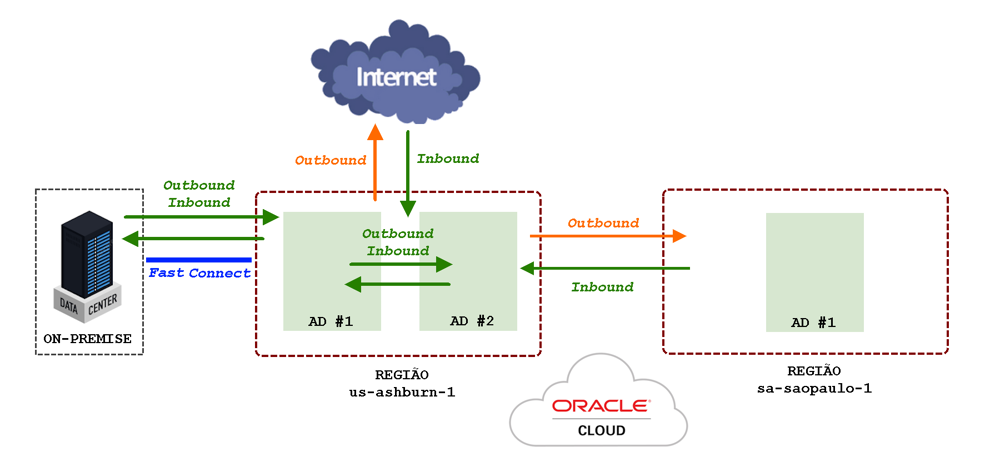 Internet
Outbound
Inbound
Outbound
Inbound
Fast Connect
DATA
CENTER
ON-PREMISE
Outbound
Inbound
AD #1
AD #2
REGIÃO
us-ashburn-1
Outbound
Inbound
AD #1
REGIÃO
sa-saopaulo-1
ORACLE
CLOUD